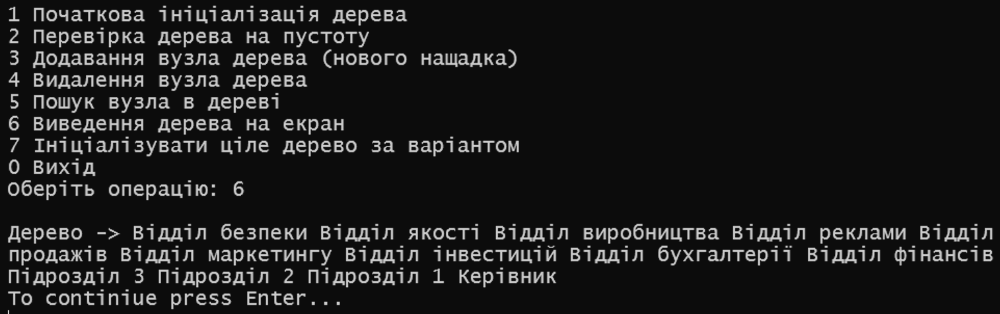 1 Початкова ініціалізація дерева
2 Перевірка дерева на пустоту
3 Додавання вузла дерева (нового нащадка)
4 Видалення вузла дерева
5 Пошук вузла в дереві
6 Виведення дерева на екран
7 Ініціалізувати ціле дерево за варіантом
0 Вихід
Оберіть операцію: 6
Дерево -> Відділ безпеки Відділ якості Відділ виробництва Відділ реклами Відділ
продажів Відділ маркетингу Відділ інвестицій Відділ бухгалтерії Відділ фінансів
Підрозділ 3 Підрозділ 2 Підрозділ 1 Керівник
To continiue press Enter...